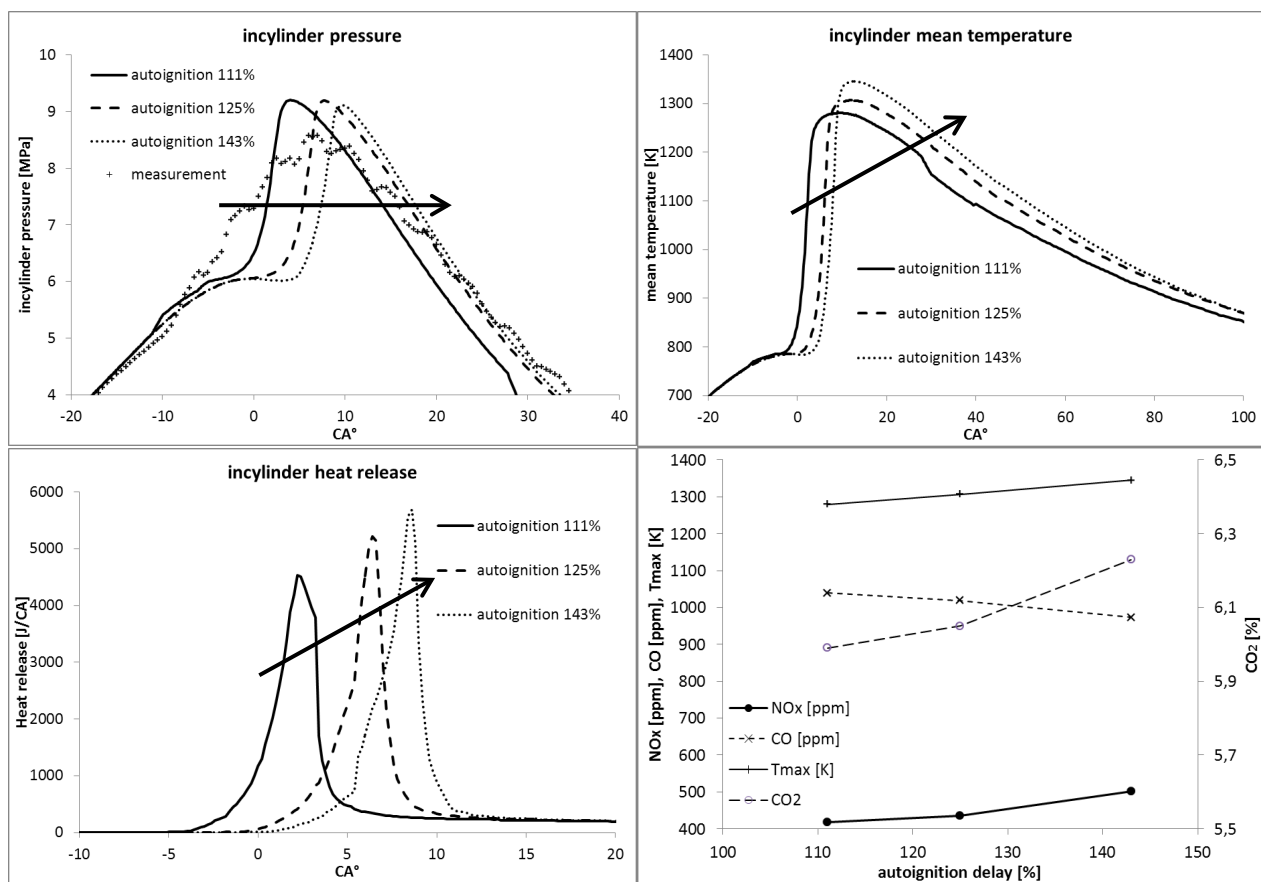 incylinder pressure
incylinder pressure [MPa]
10
9
8
7
6
5
4
autoignition 111%
autoignition 125%
autoignition 143%
measurement
-20
-10
0
10
20
30
40
CA°
incylinder mean temperature
mean temperature [K]
1400
1300
1200
1100
1000
900
800
700
autoignition 111%
autoignition 125%
autoignition 143%
-20
0
20
40
60
80
100
CA°
incylinder heat release
Heat release [J/CA]
6000
5000
4000
3000
2000
1000
0
autoignition 111%
autoignition 125%
autoignition 143%
-10
-5
0
5
10
15
20
CA°
NOx [ppm], CO [ppm], Tmax [K]
1400
1300
1200
1100
1000
900
800
700
600
500
400
NOx [ppm]
CO [ppm]
Tmax [K]
CO2
6,5
6,3
6,1
5,9
5,7
5,5
CO₂ [%]
100
110
120
130
140
150
autoignition delay [%]